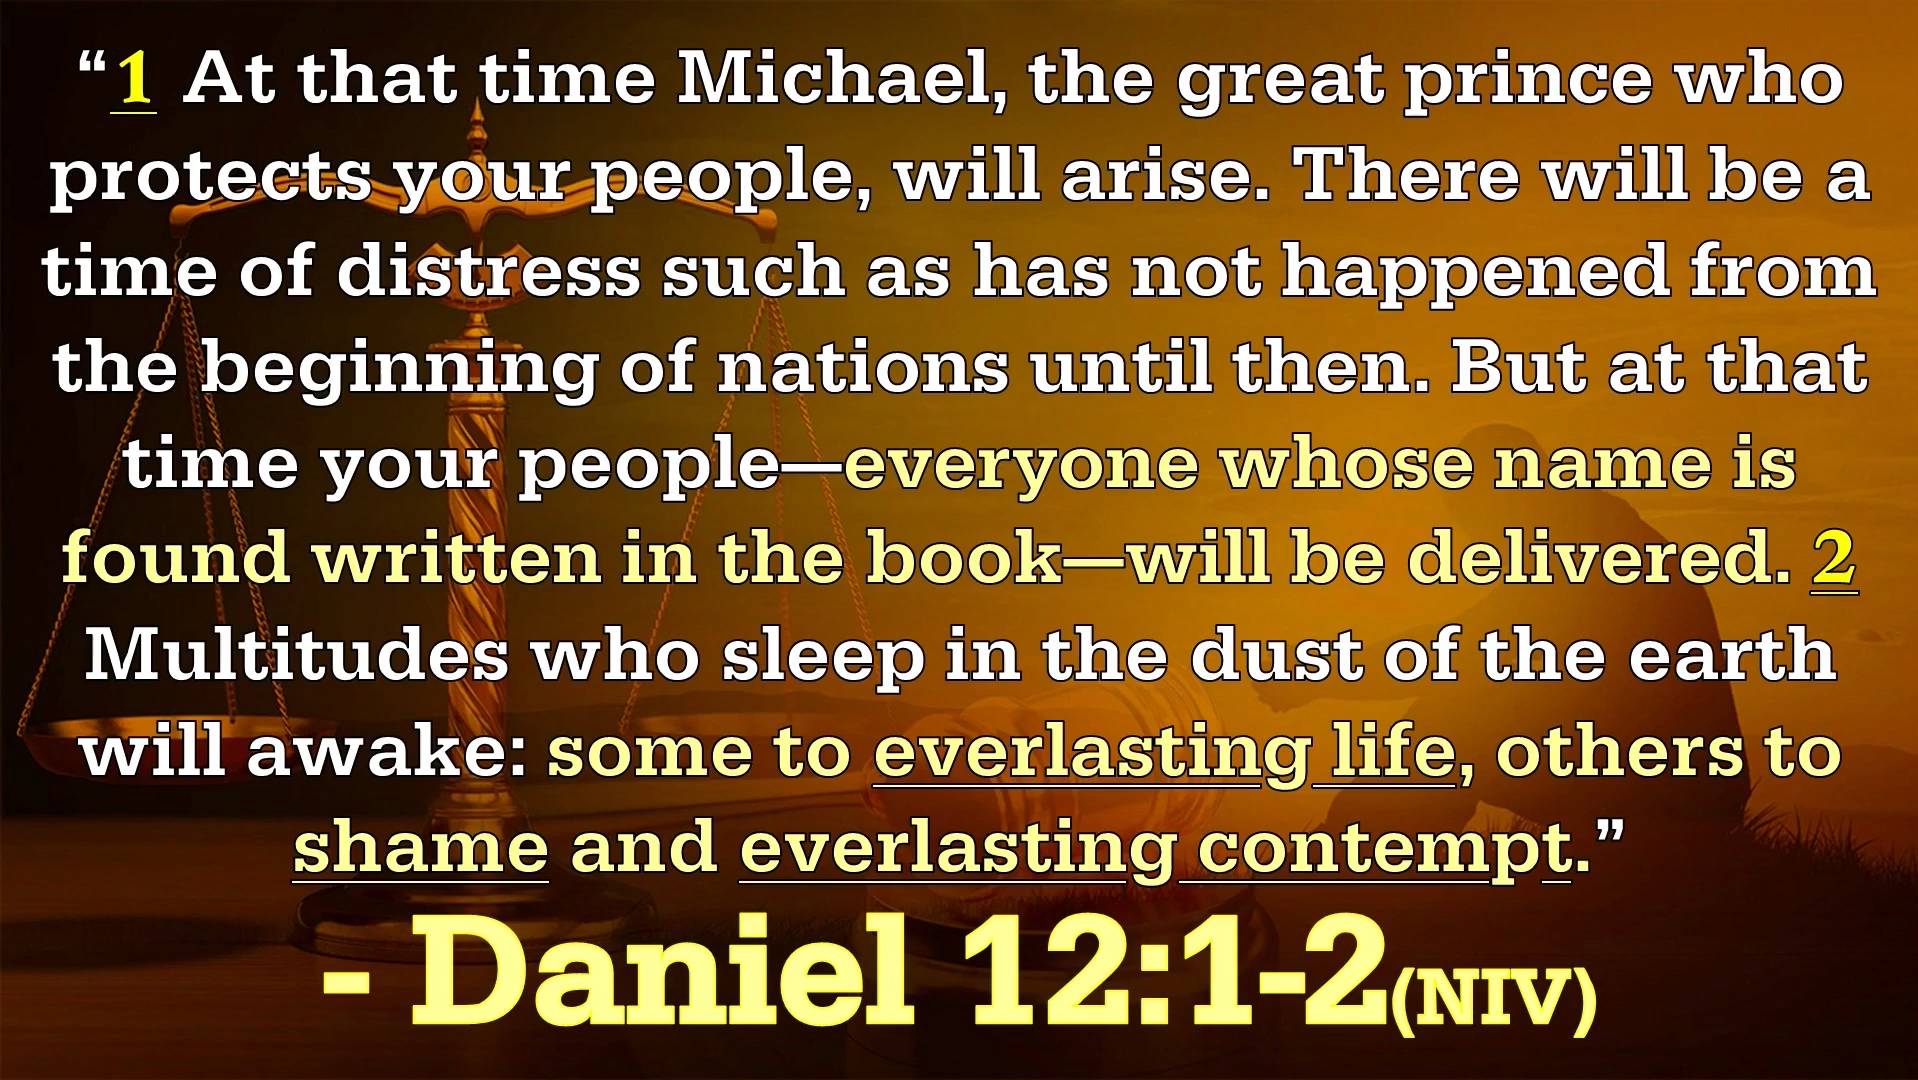 “1 At that time Michael, the great prince who
protects your people, will arise. There will be a
time of distress such as has not happened from
the beginning of nations until then. But at that
time your people—everyone whose name is
found written in the book—will be delivered. 2
Multitudes who sleep in the dust of the earth
will awake: some to everlasting life, others to
shame and everlasting contempt.”
- Daniel 12:1-2(NIV)